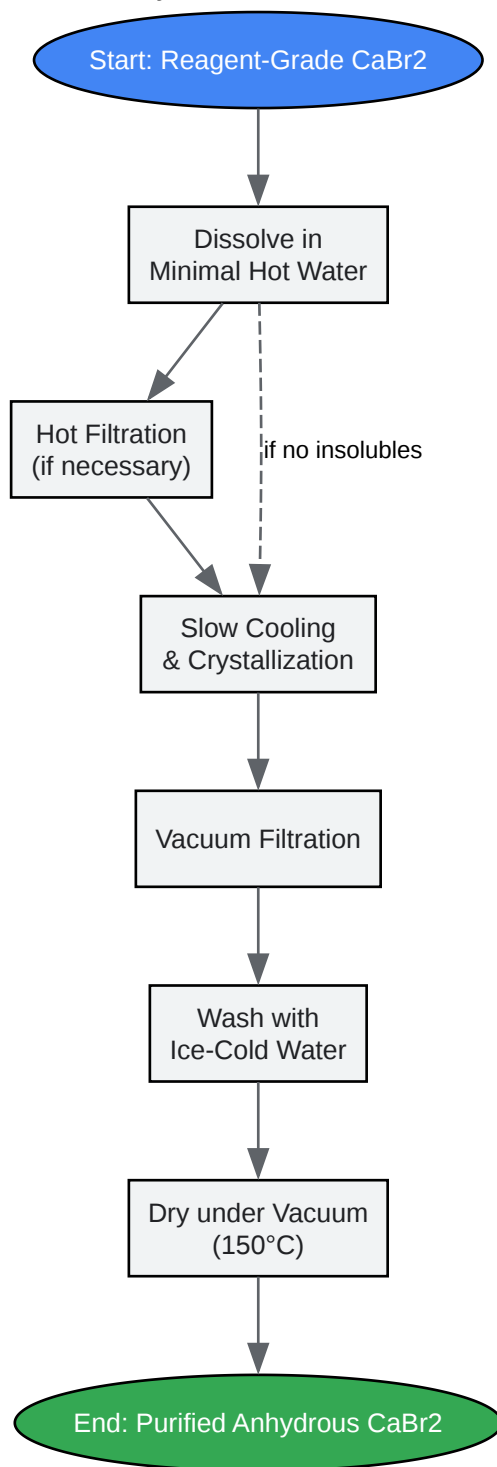 Start: Reagent-Grade CaBr2
Dissolve in
Minimal Hot Water
Hot Filtration
(if necessary)
if no insolubles
Slow Cooling
& Crystallization
Vacuum Filtration
Wash with
Ice-Cold Water
Dry under Vacuum
(150°C)
End: Purified Anhydrous CaBr2